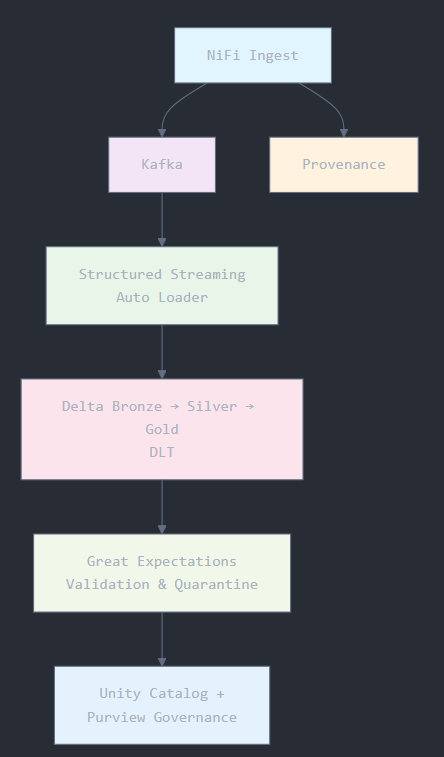 NiFi Ingest
Kafka
Provenance
Structured Streaming
Auto Loader
Delta Bronze → Silver →
Gold
DLT
Great Expectations
Validation & Quarantine
Unity Catalog +
Purview Governance